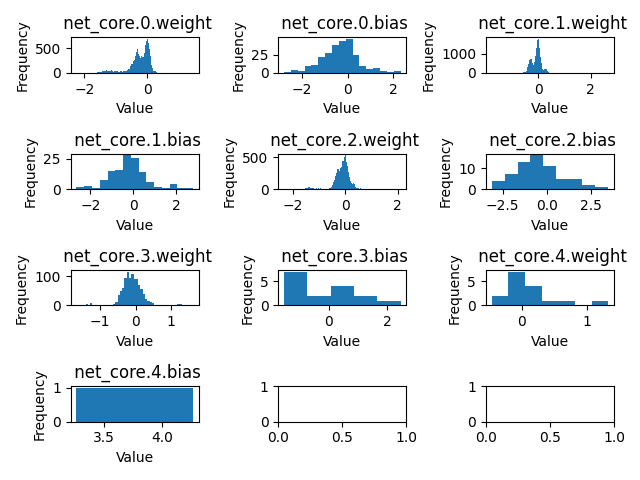 net_core.0.weight
Frequency
500
0
−2
0
Value
net_core.0.bias
Frequency
25
0
−2
0
2
Value
net_core.1.weight
Frequency
1000
0
0
2
Value
net_core.1.bias
Frequency
25
0
−2
0
2
Value
net_core.2.weight
Frequency
500
0
−2
0
2
Value
net_core.2.bias
Frequency
10
0
−2.5
0.0
2.5
Value
net_core.3.weight
Frequency
100
0
−1
0
1
Value
net_core.3.bias
Frequency
5
0
0
2
Value
net_core.4.weight
Frequency
5
0
0
1
Value
net_core.4.bias
Frequency
1
0
3.5
4.0
Value
1
0
0.0
0.5
1.0
1
0
0.0
0.5
1.0